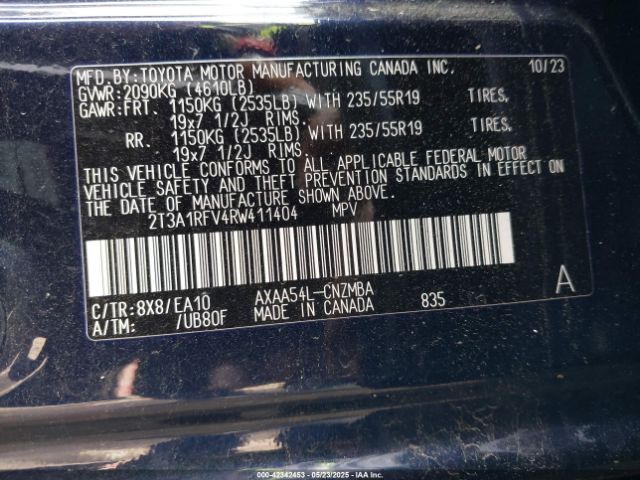 MFD.BY:TOYOTA MOTOR MANUFACTURING CANADA INC. 10/23
GVWR:2090KG (4610LB)
GAWR:FRT. 1150KG (2535LB) WITH 235/55R19 TIRES,
19x7 1/2J RIMS.
RR. 1150KG (2535LB) WITH 235/55R19 TIRES,
19x7 1/2J RIMS.
THIS VEHICLE CONFORMS TO ALL APPLICABLE FEDERAL MOTOR
VEHICLE SAFETY AND THEFT PREVENTION STANDARDS IN EFFECT ON
THE DATE OF MANUFACTURE SHOWN ABOVE.
2T3A1RFV4RW411404 MPV
C/TR:8X8/EA10 AXAA54L-CNZMBA A
A/TM: /UB80F MADE IN CANADA 835
AXA-42342453 - 05/23/2025 - IAA Inc.